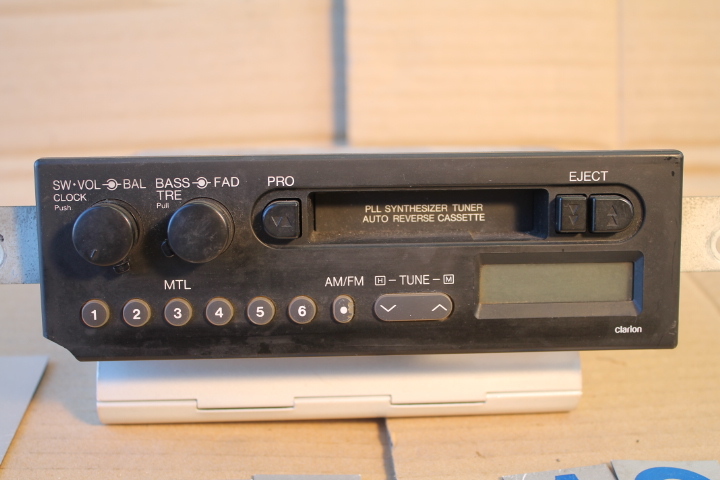 SW·VOL BAL
CLOCK
Push
BASS FAD
TRE
Pull
PRO
EJECT
PLL SYNTHESIZER TUNER
AUTO REVERSE CASSETTE
MTL
AM/FM
H – TUNE – M
1 2 3 4 5 6
clarion